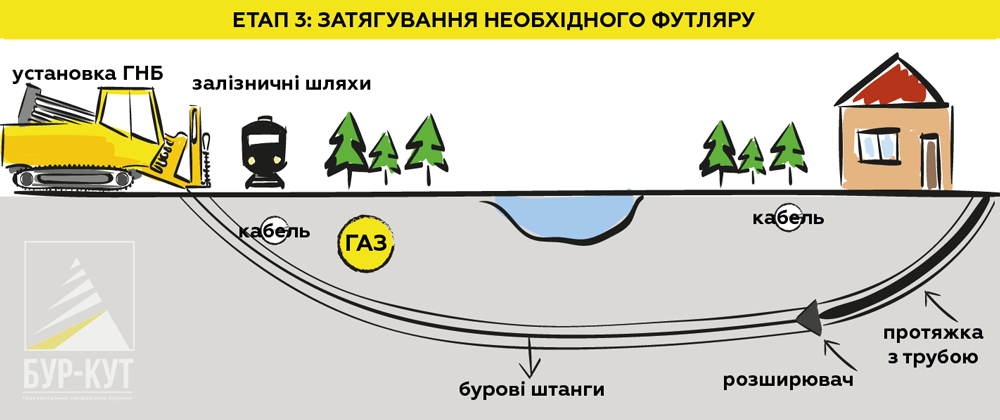 ЕТАП 3: ЗАТЯГУВАННЯ НЕОБХІДНОГО ФУТЛЯРУ
установка ГНБ
залізничні шляхи
кабель
ГАЗ
кабель
протяжка
з трубою
розширювач
бурові штанги
БУР-КУТ